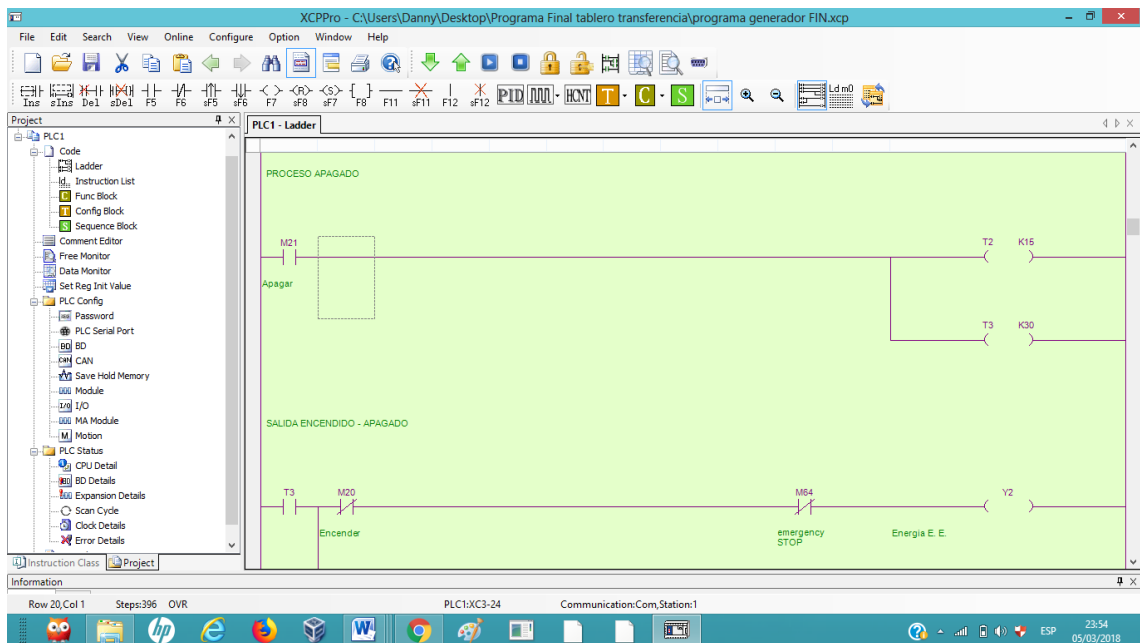 XCPPro - C:\Users\Danny\Desktop\Programa Final tablero transferencia\programa generador FIN.xcp
File Edit Search View Online Configure Option Window Help
Ins sIns Del sDel F5 F6 sF5 sF6 F7 sF8 sF7 F8 F11 sF11 F12 sF12 PID HCNT T C S Ld m0
Project
PLC1 - Ladder
PLC1
Code
Ladder
Instruction List
Func Block
Config Block
Sequence Block
Comment Editor
Free Monitor
Data Monitor
Set Reg Init Value
PLC Config
Password
PLC Serial Port
BD
CAN
Save Hold Memory
Module
I/O
MA Module
Motion
PLC Status
CPU Detail
BD Details
Expansion Details
Scan Cycle
Clock Details
Error Details
Instruction Class Project
PROCESO APAGADO
M21 T2 K15
Apagar
T3 K30
SALIDA ENCENDIDO - APAGADO
T3 M20 M64 Y2
Encender emergency STOP Energia E. E.
Information
Row 20,Col 1 Steps:396 OVR PLC1:XC3-24 Communication:Com,Station:1
ESP 23:54
05/03/2018